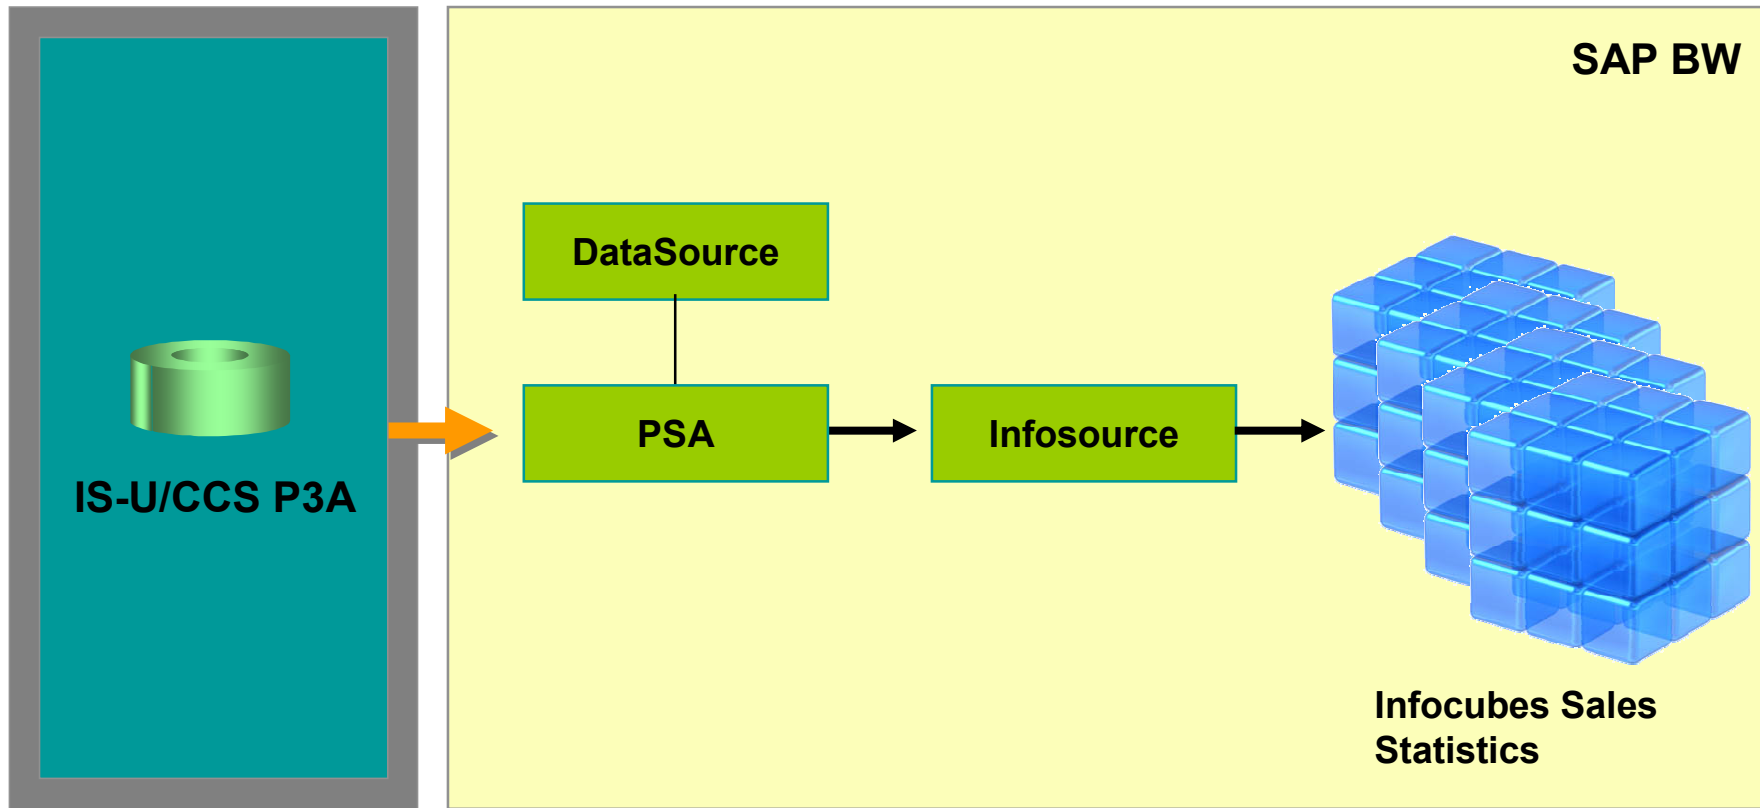 SAP BW
DataSource
PSA
Infosource
IS-U/CCS P3A
Infocubes Sales
Statistics